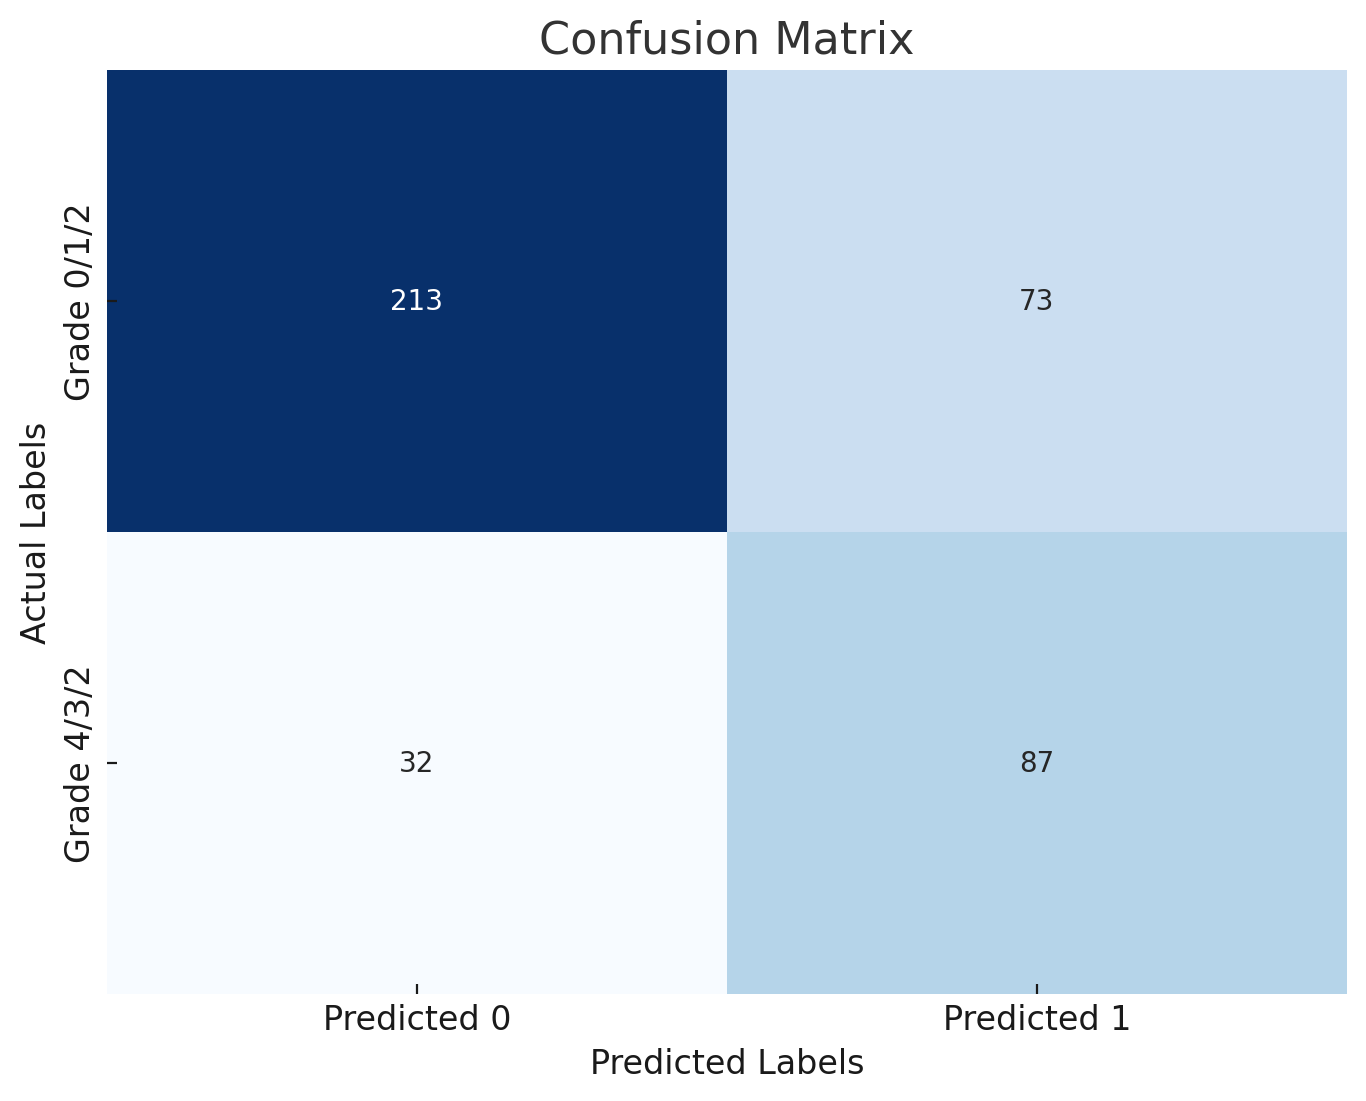 Confusion Matrix
Actual Labels
Grade 0/1/2
213
73
Grade 4/3/2
32
87
Predicted 0
Predicted 1
Predicted Labels